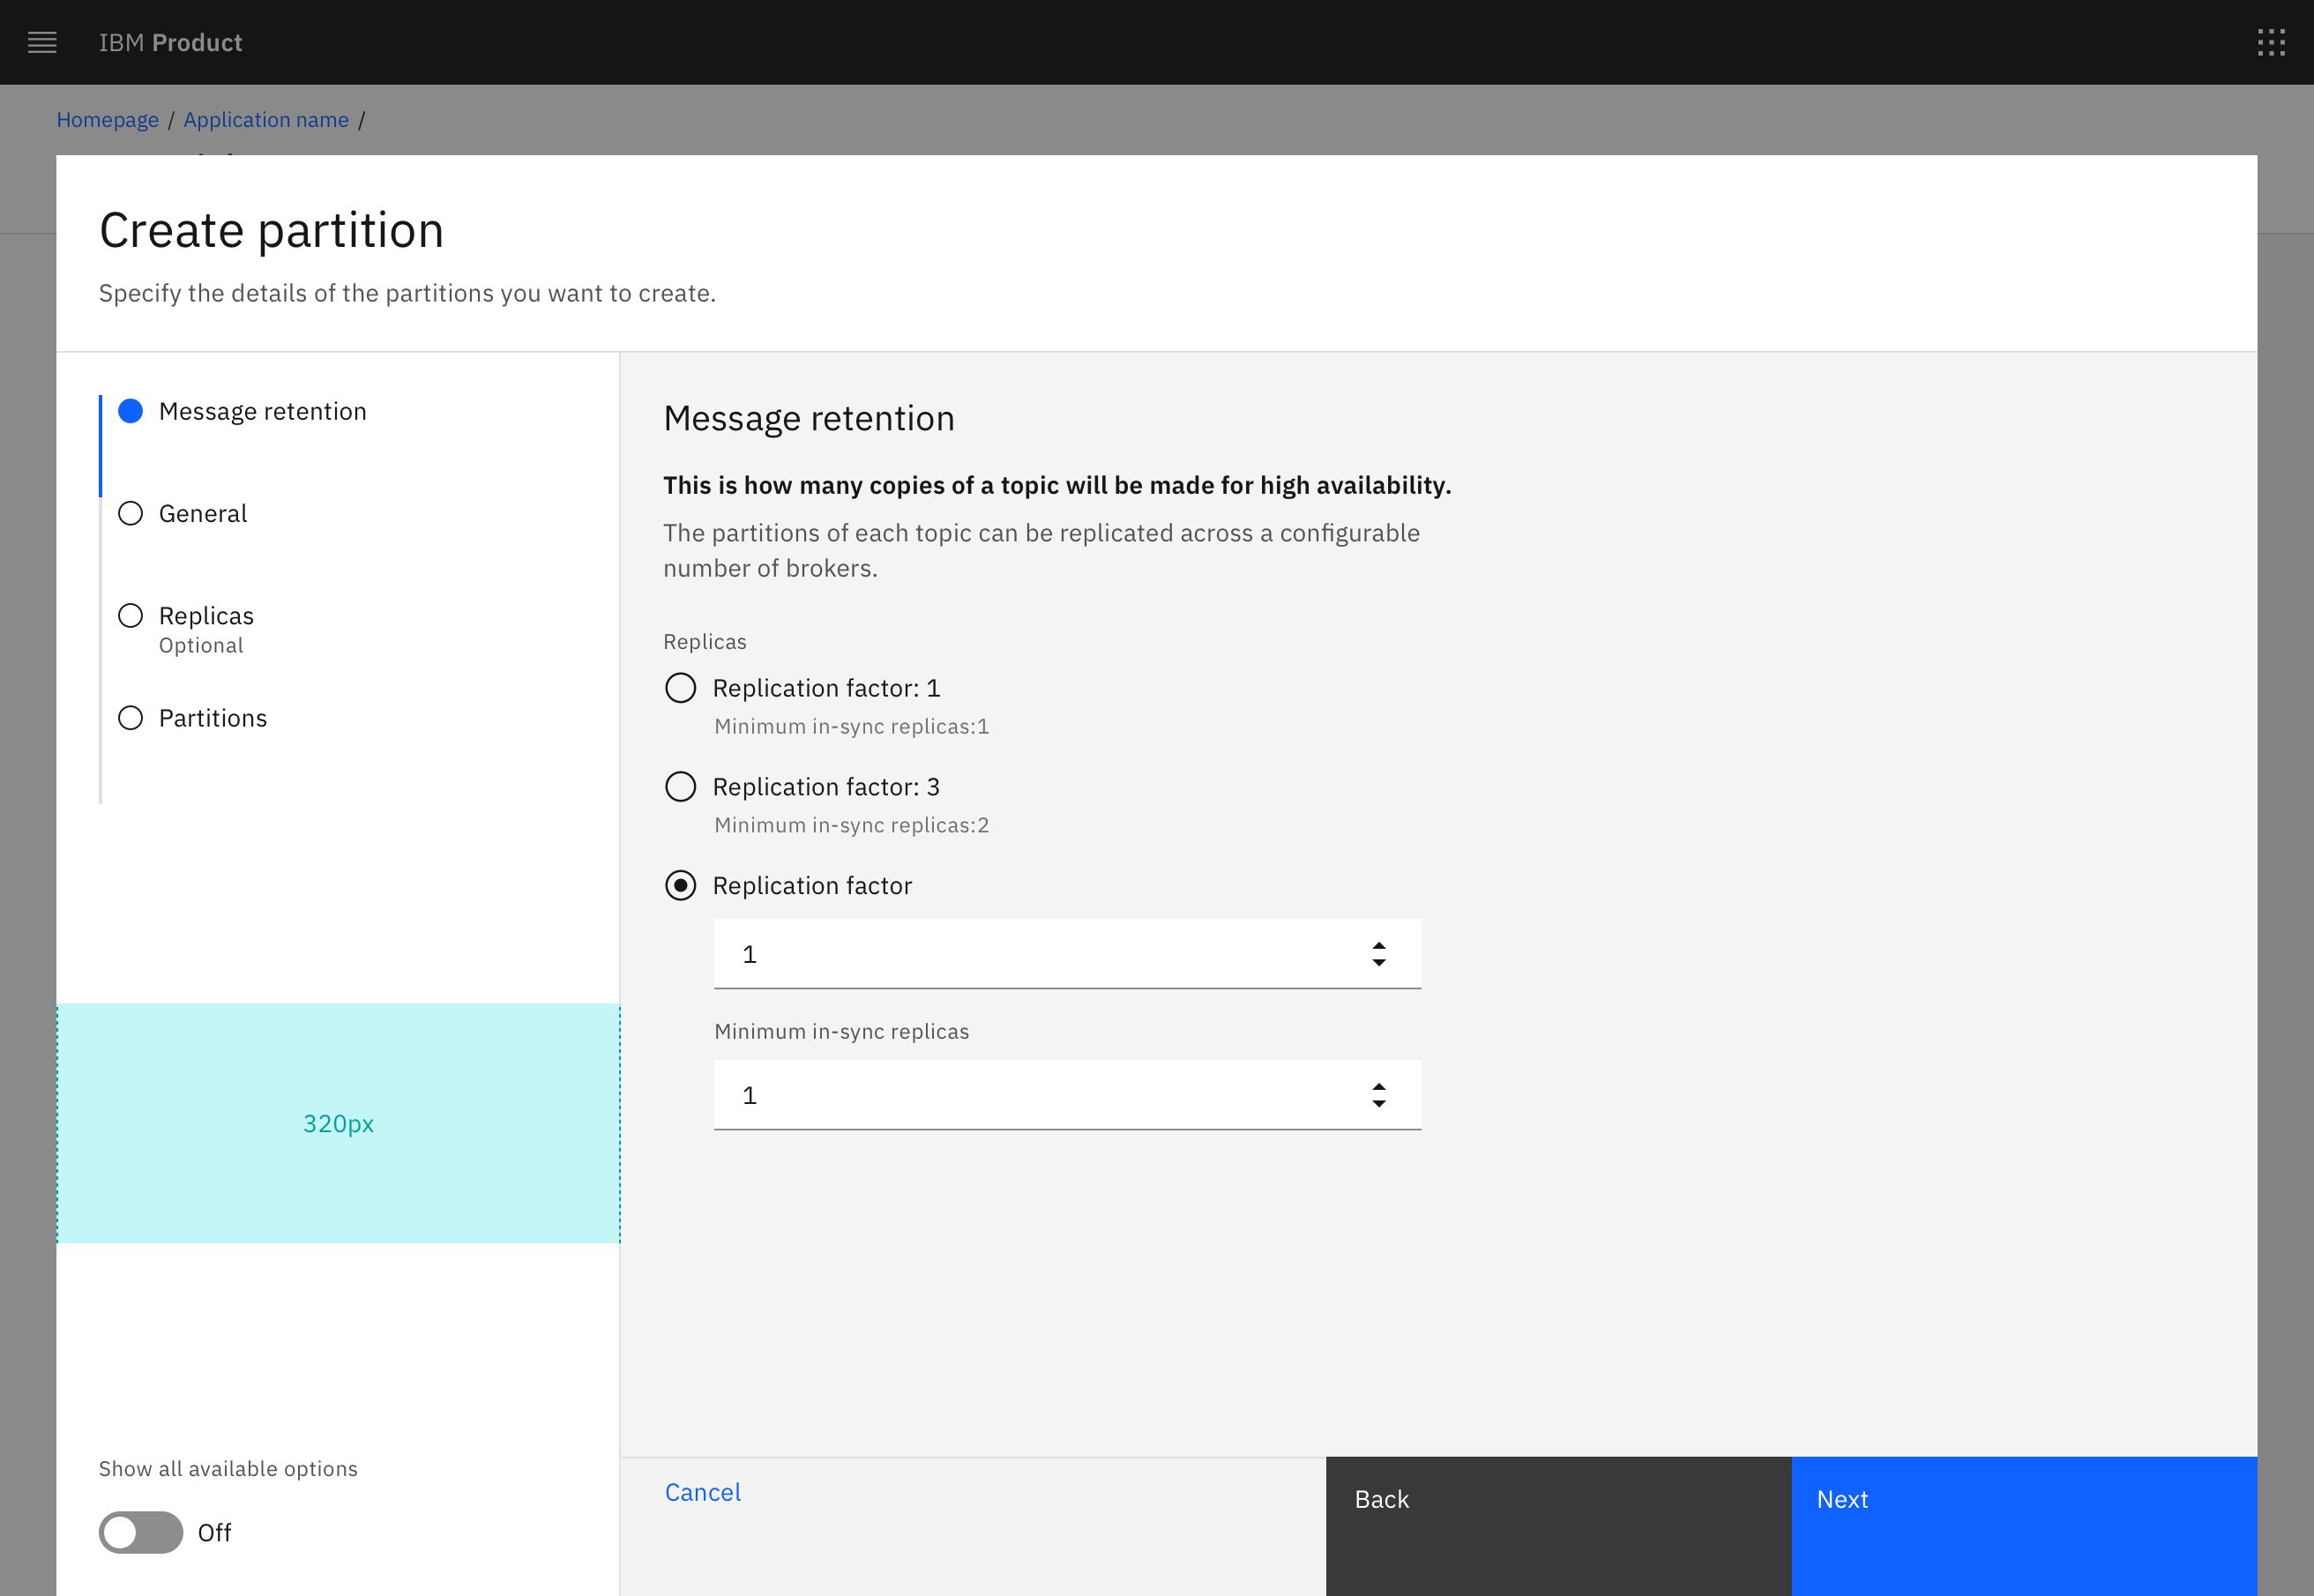 IBM Product
Homepage / Application name /
Create partition
Specify the details of the partitions you want to create.
Message retention
General
Replicas
Optional
Partitions
320px
Show all available options
Off
Message retention
This is how many copies of a topic will be made for high availability.
The partitions of each topic can be replicated across a configurable
number of brokers.
Replicas
Replication factor: 1
Minimum in-sync replicas:1
Replication factor: 3
Minimum in-sync replicas:2
Replication factor
1
Minimum in-sync replicas
1
Cancel
Back
Next